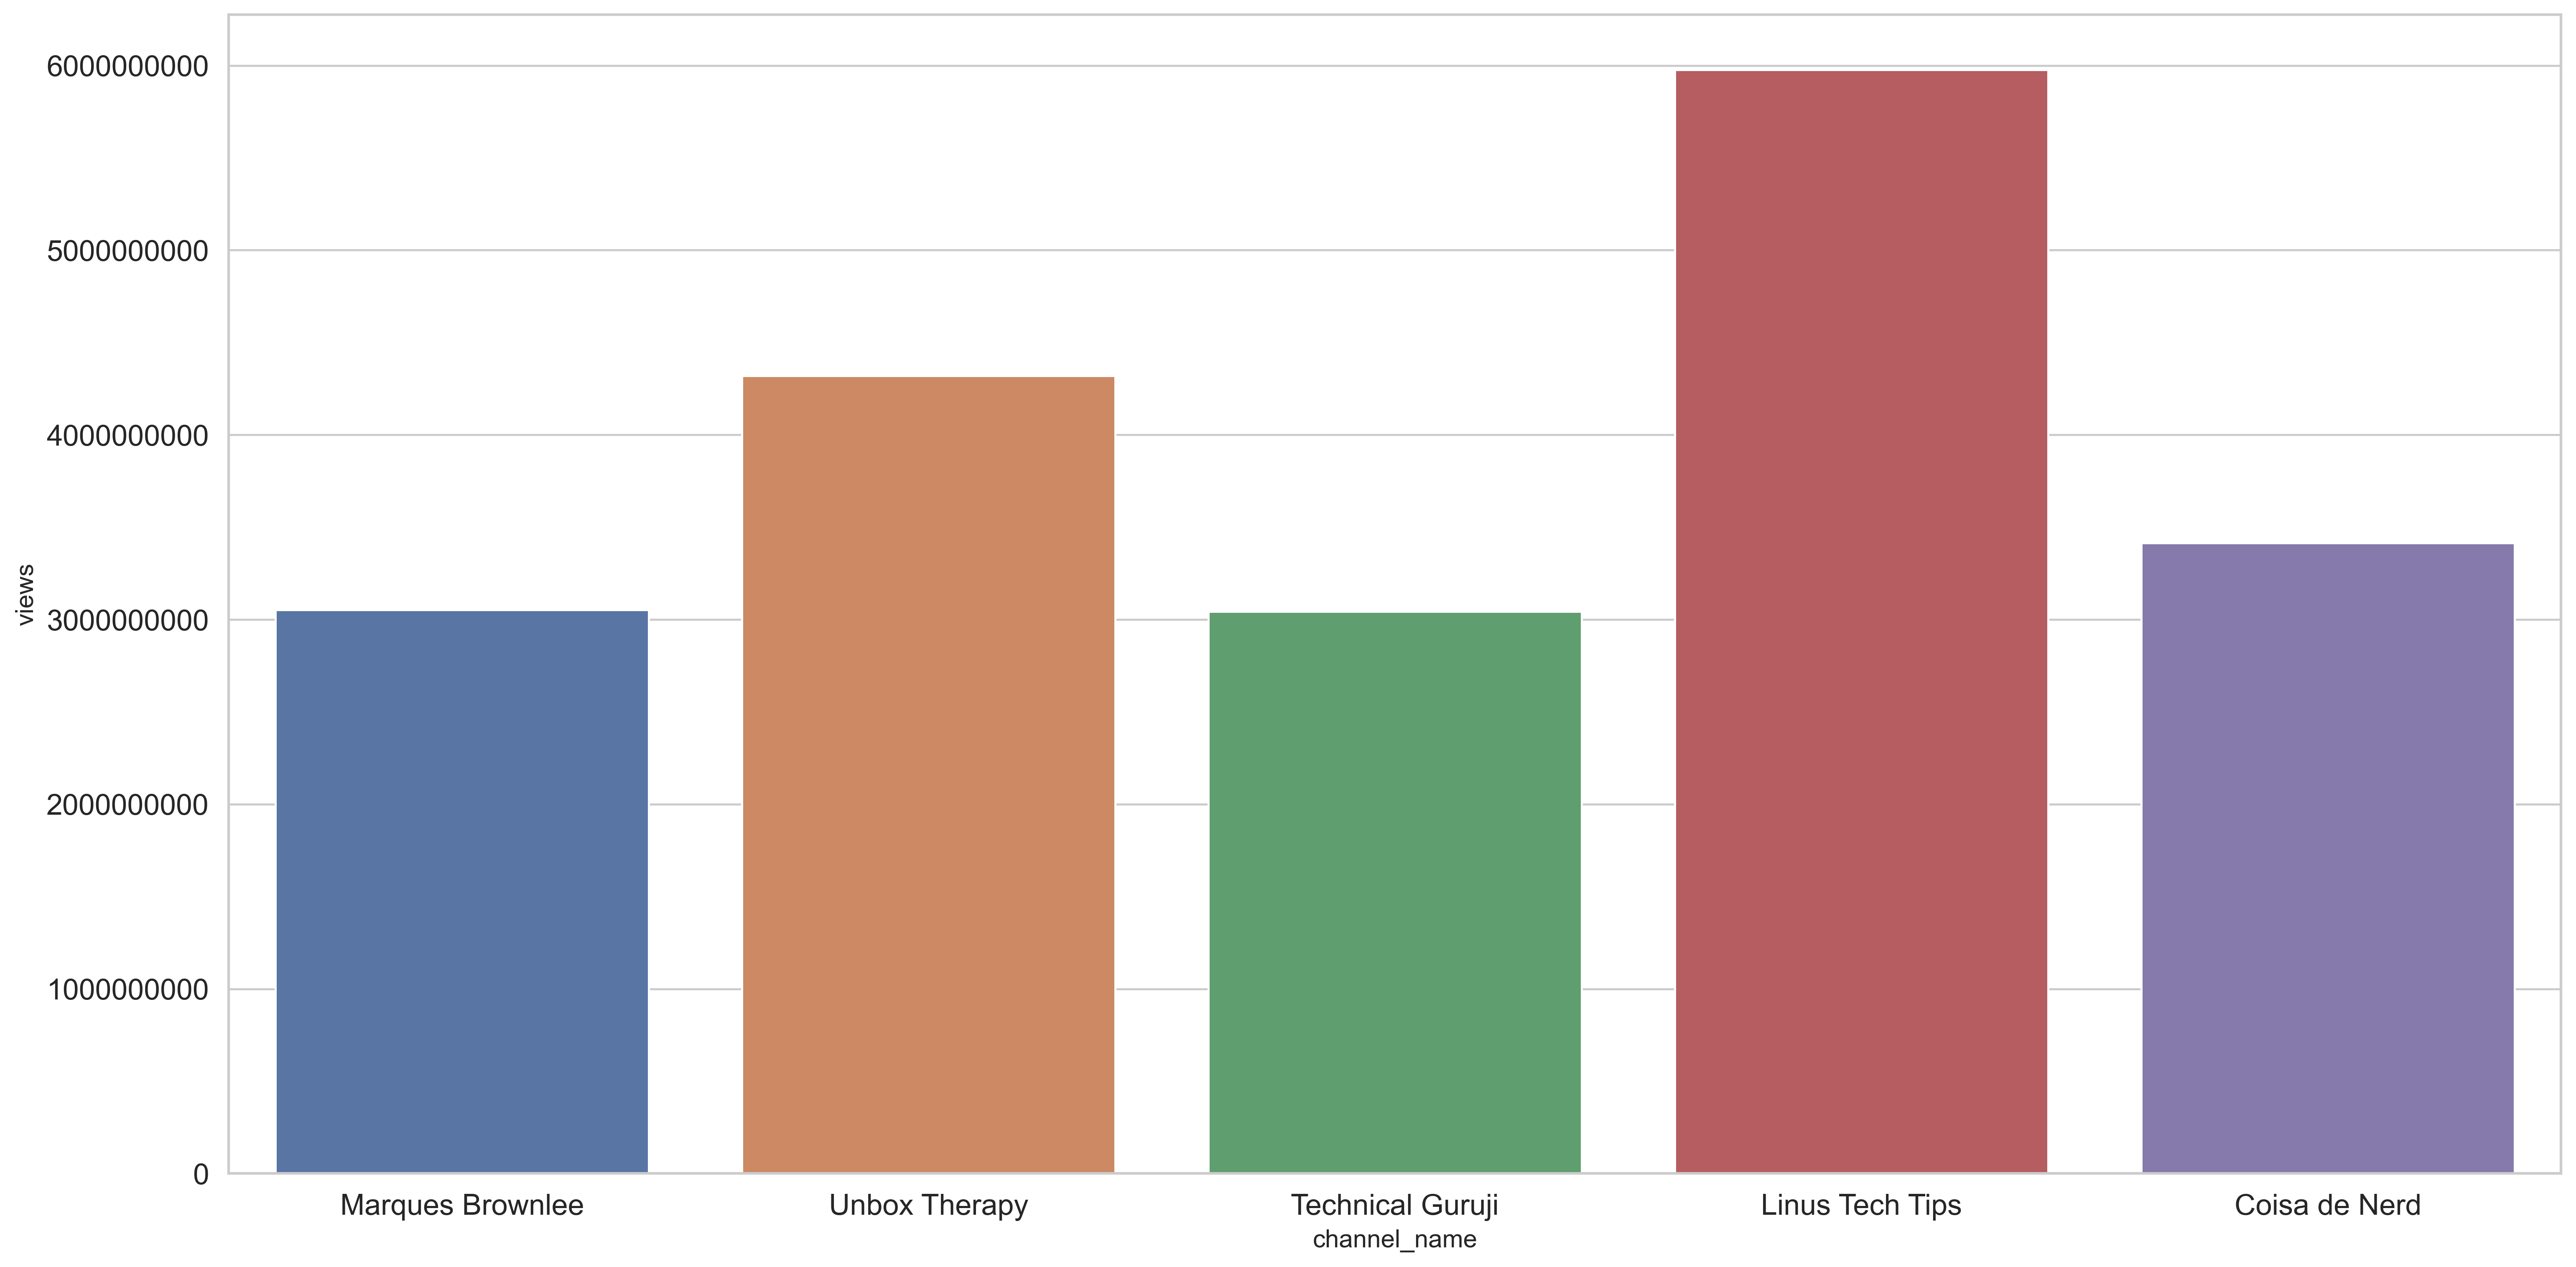 6000000000
5000000000
4000000000
3000000000
2000000000
1000000000
0
views
Marques Brownlee
Unbox Therapy
Technical Guruji
Linus Tech Tips
Coisa de Nerd
channel_name